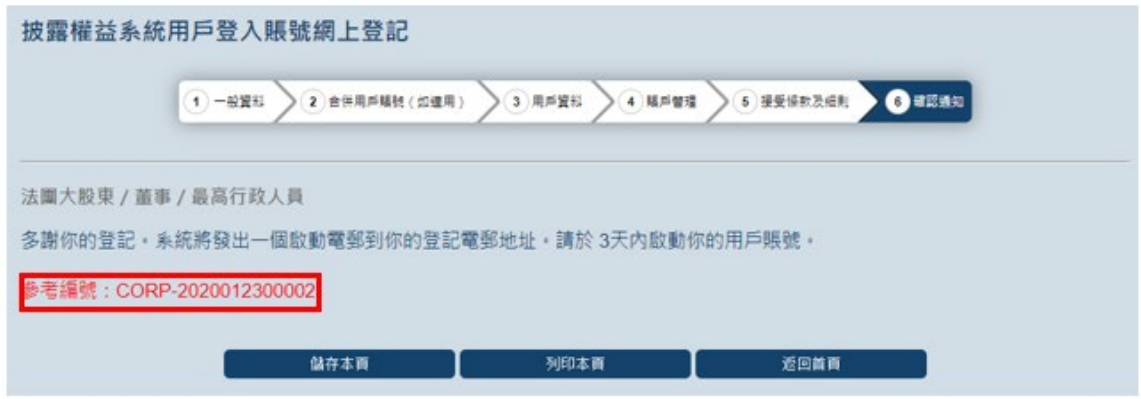 披露權益系統用戶登入賬號網上登記
1 一般資料
2 合併用戶賬號 ( 如適用 )
3 用戶資料
4 賬戶管理
5 接受條款及細則
6 確認通知
法團大股東 / 董事 / 最高行政人員
多謝你的登記。系統將發出一個啟動電郵到你的登記電郵地址。請於 3天內啟動你的用戶賬號。
參考編號：CORP-2020012300002
儲存本頁
列印本頁
返回首頁